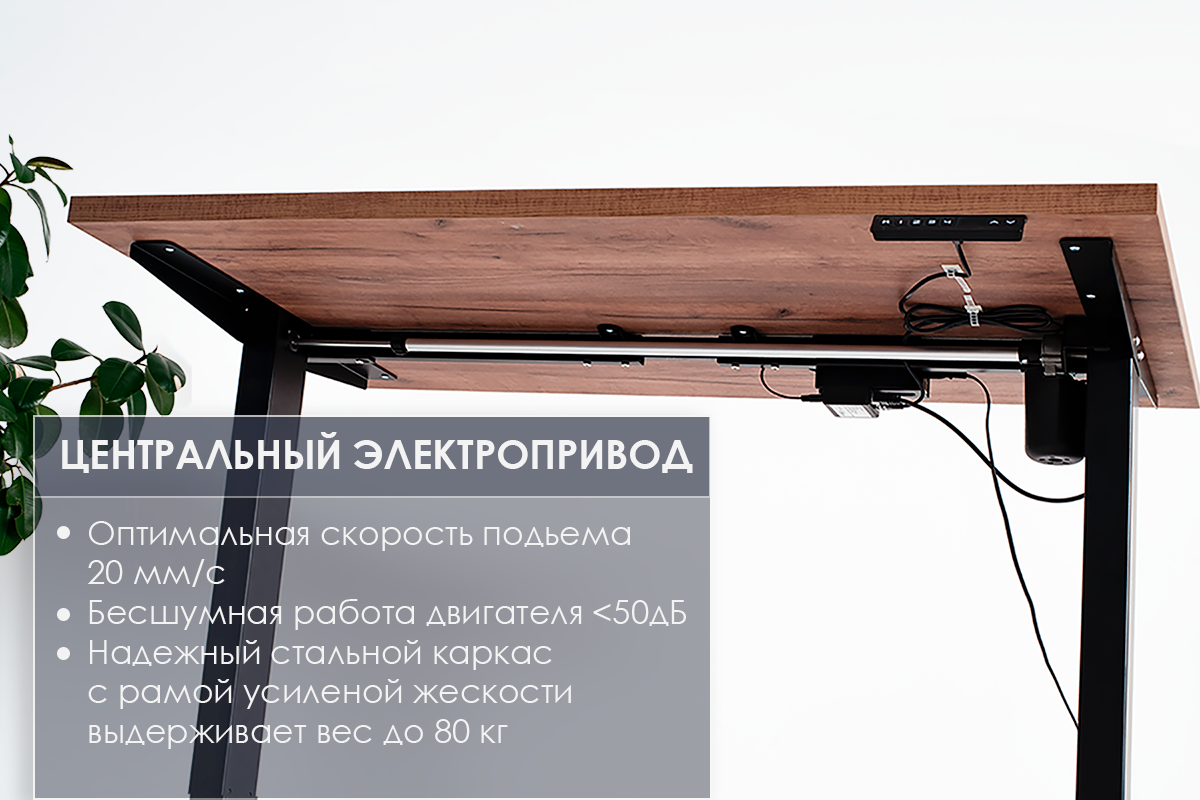 ЦЕНТРАЛЬНЫЙ ЭЛЕКТРОПРИВОД
• Оптимальная скорость подьема
20 мм/с
• Бесшумная работа двигателя <50дБ
• Надежный стальной каркас
с рамой усиленой жескости
выдерживает вес до 80 кг